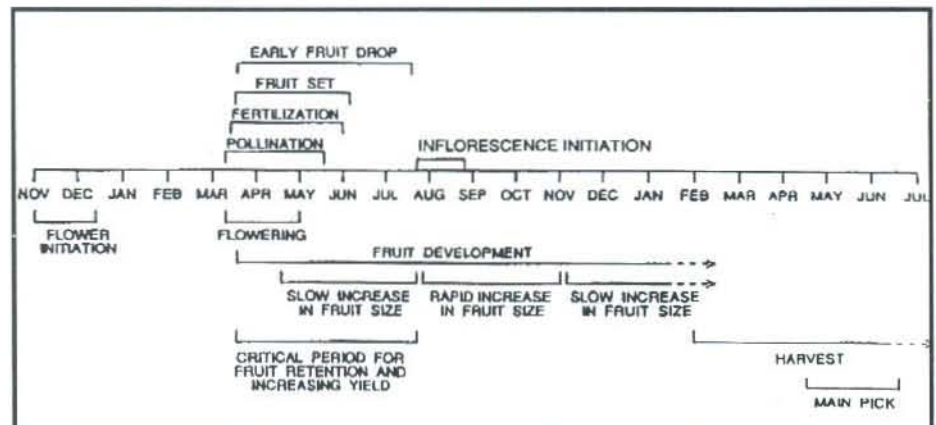 EARLY FRUIT DROP
FRUIT SET
FERTILIZATION
POLLINATION
INFLORESCENCE INITIATION
NOV DEC JAN FEB MAR APR MAY JUN JUL AUG SEP OCT NOV DEC JAN FEB MAR APR MAY JUN JUL
FLOWER
INITIATION
FLOWERING
FRUIT DEVELOPMENT
SLOW INCREASE
IN FRUIT SIZE
RAPID INCREASE
IN FRUIT SIZE
SLOW INCREASE
IN FRUIT SIZE
CRITICAL PERIOD FOR
FRUIT RETENTION AND
INCREASING YIELD
HARVEST
MAIN PICK